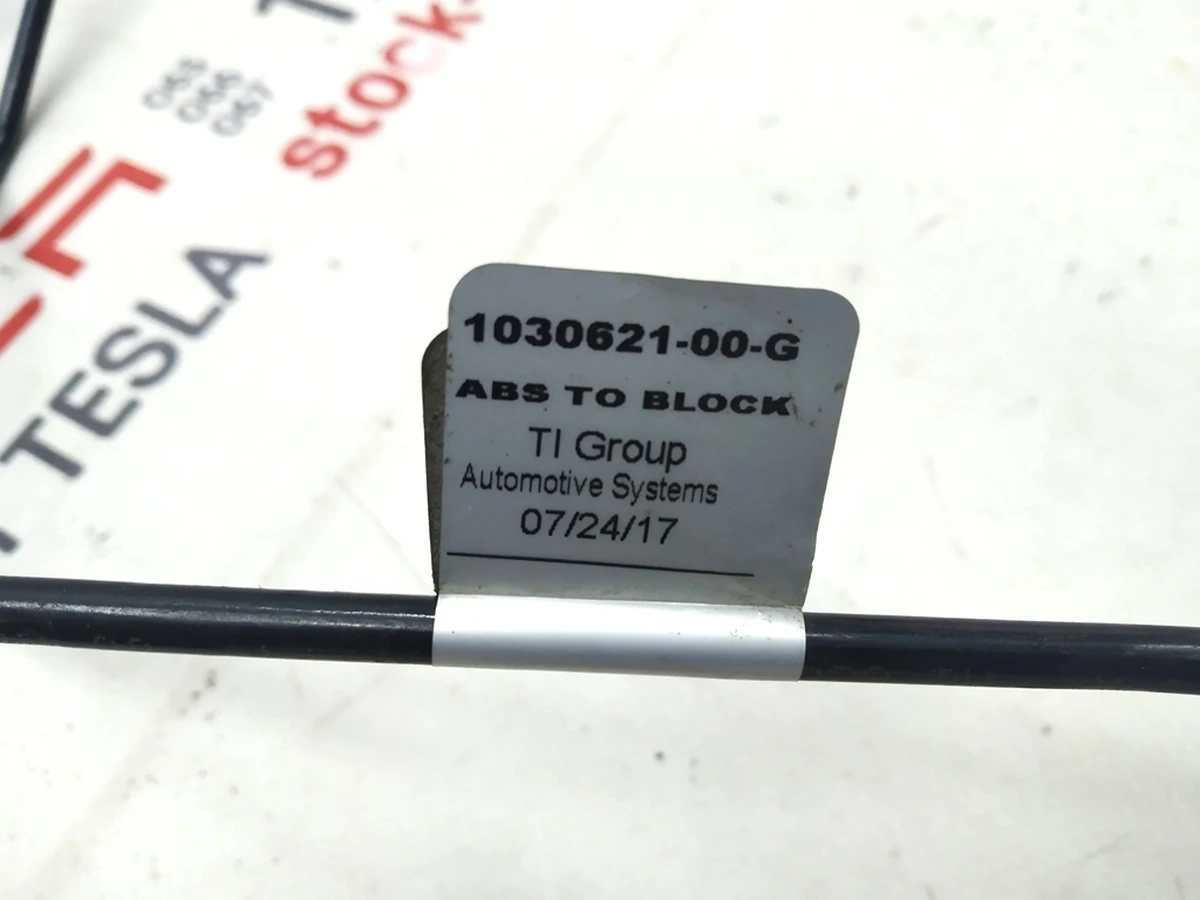 1030621-00-G
ABS TO BLOCK
TI Group
Automotive Systems
07/24/17
stock
TESLA